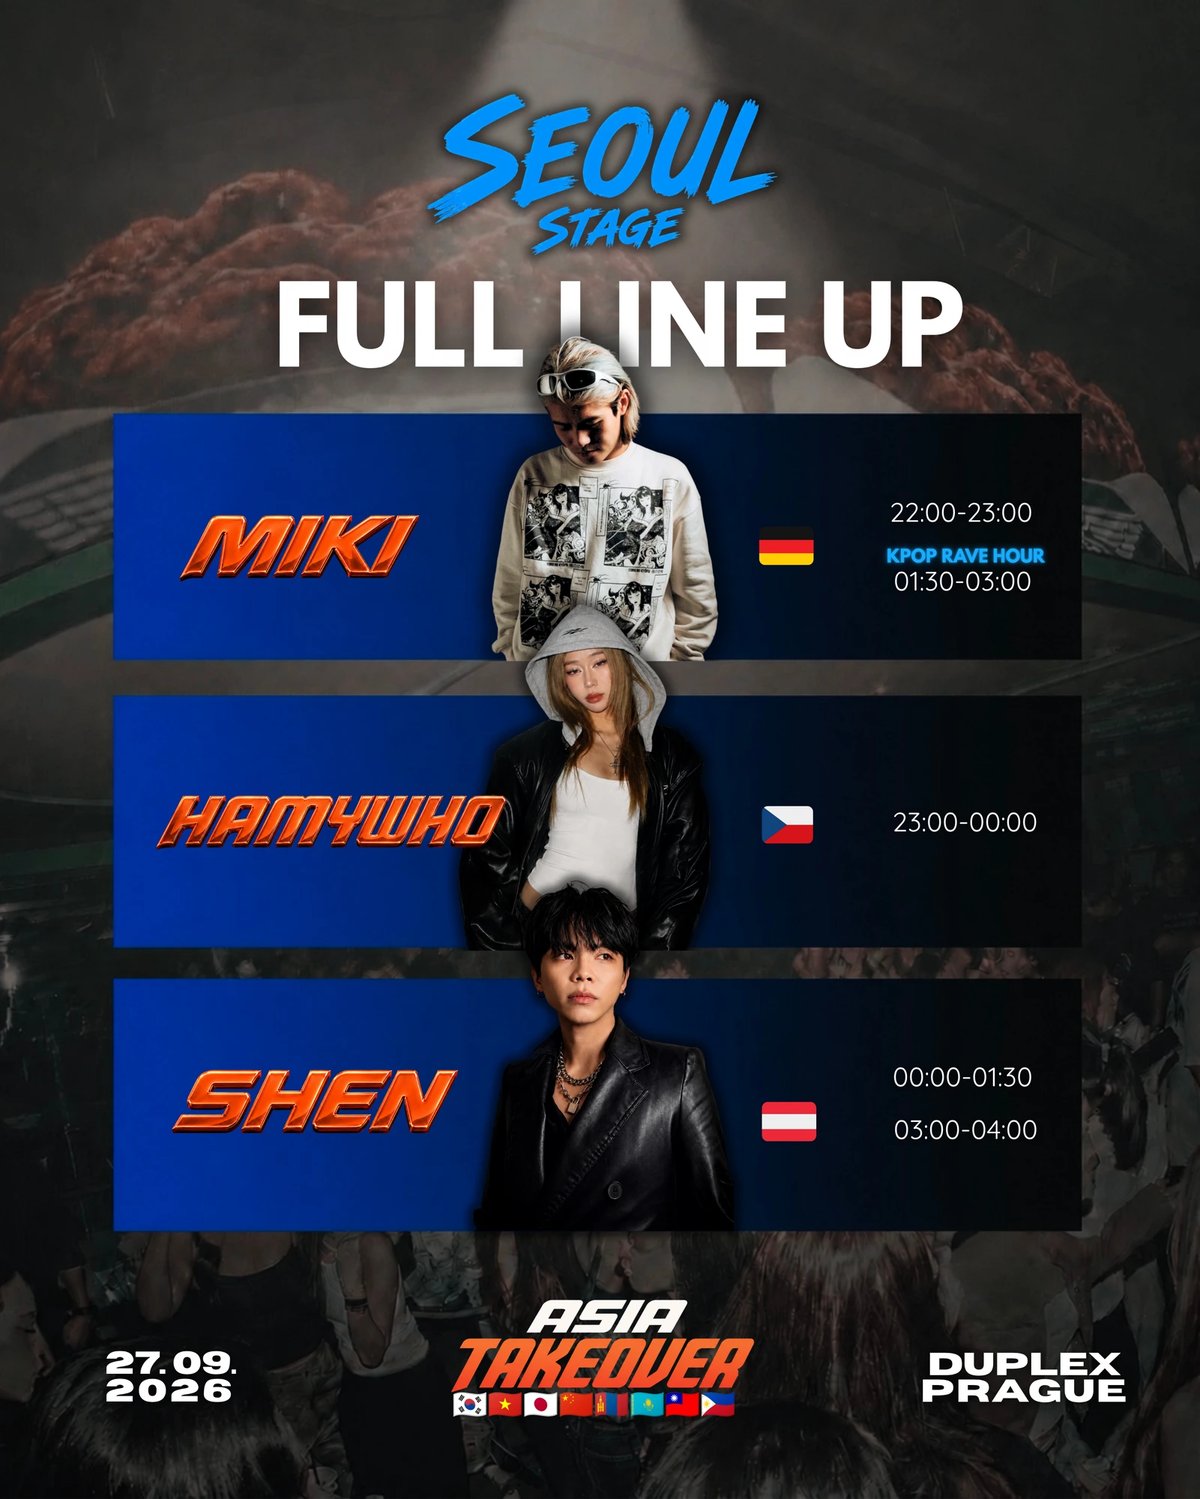 SEOUL
STAGE
FULL LINE UP
MIKI
22:00-23:00
KPOP RAVE HOUR
01:30-03:00
HAMYWHO
23:00-00:00
SHEN
00:00-01:30
03:00-04:00
27.09.
2026
ASIA
TAKEOVER
DUPLEX
PRAGUE